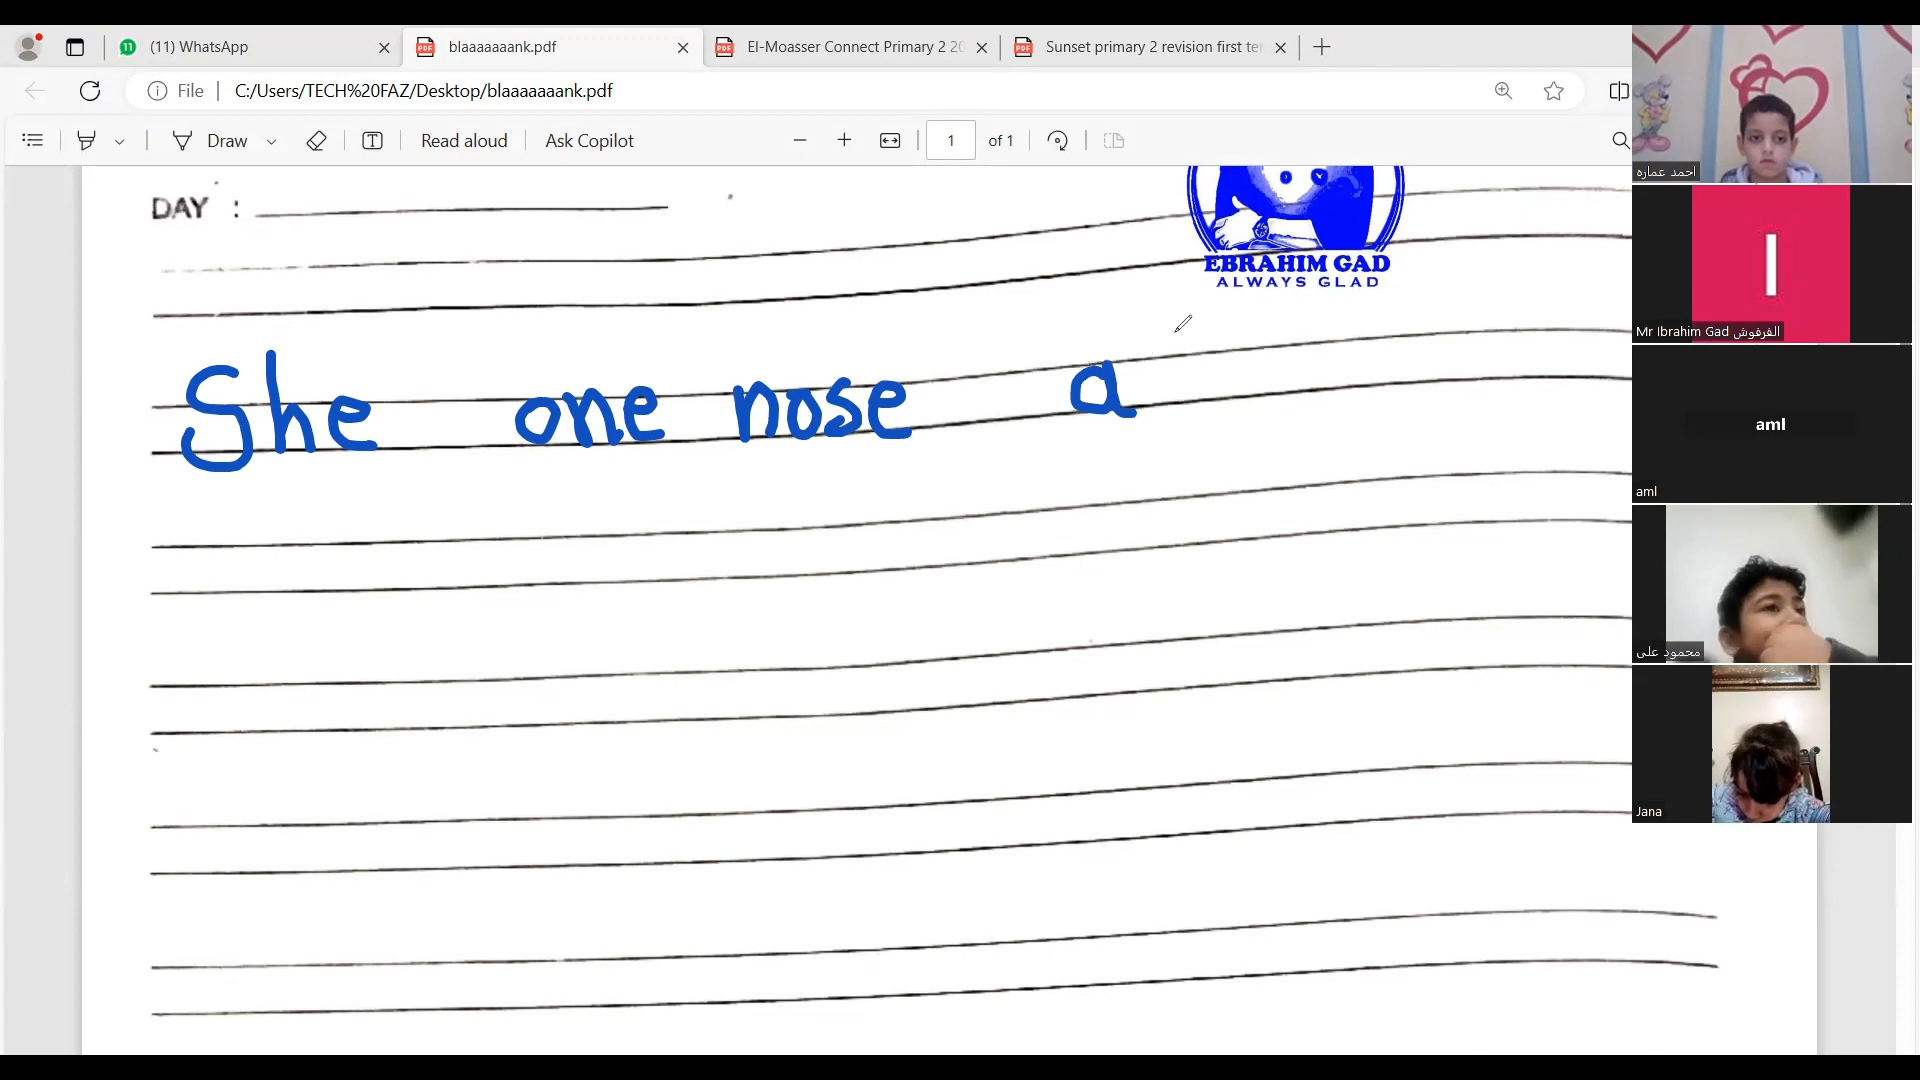 (11) WhatsApp
blaaaaaaank.pdf
El-Moasser Connect Primary 2 20
Sunset primary 2 revision first te
File
C:/Users/TECH%20FAZ/Desktop/blaaaaaaank.pdf
Draw
Read aloud
Ask Copilot
1 of 1
DAY :
EBRAHIM GAD
ALWAYS GLAD
She one nose a
احمد عماره
I
Mr Ibrahim Gad الفرفوش
aml
aml
محمود على
Jana